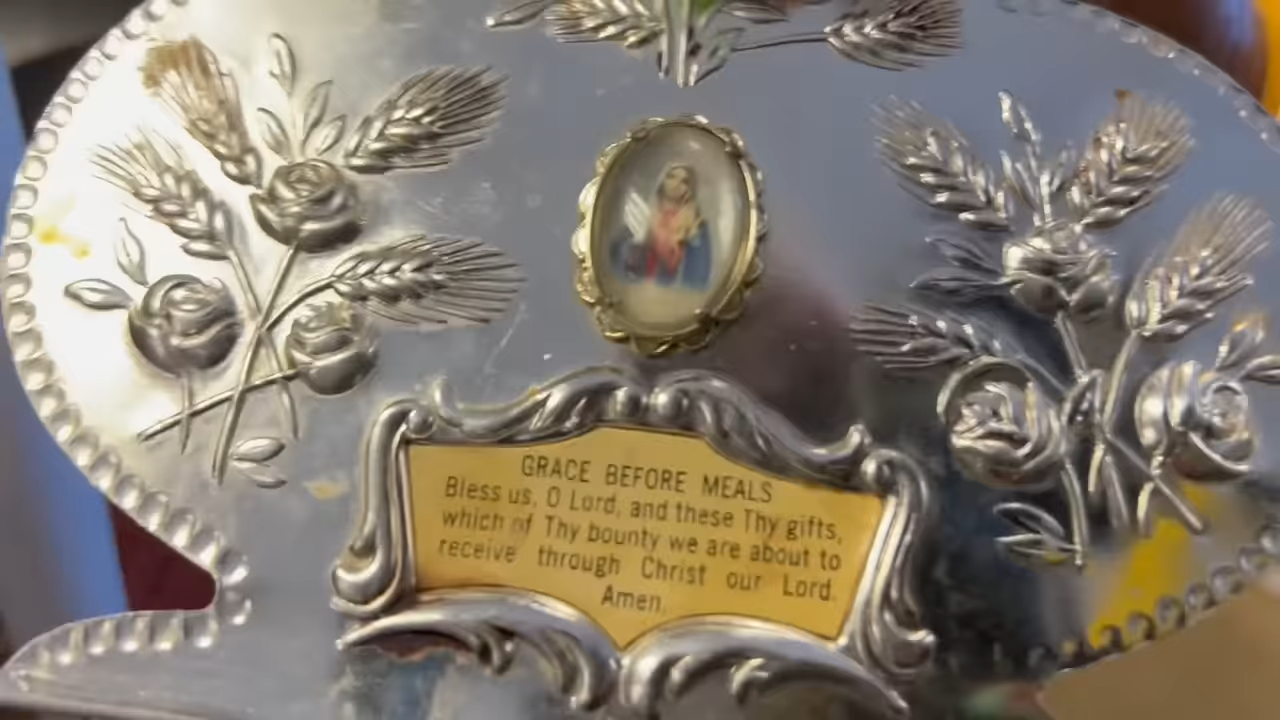 GRACE BEFORE MEALS
Bless us, O Lord, and these Thy gifts,
which of Thy bounty we are about to
receive through Christ our Lord.
Amen.